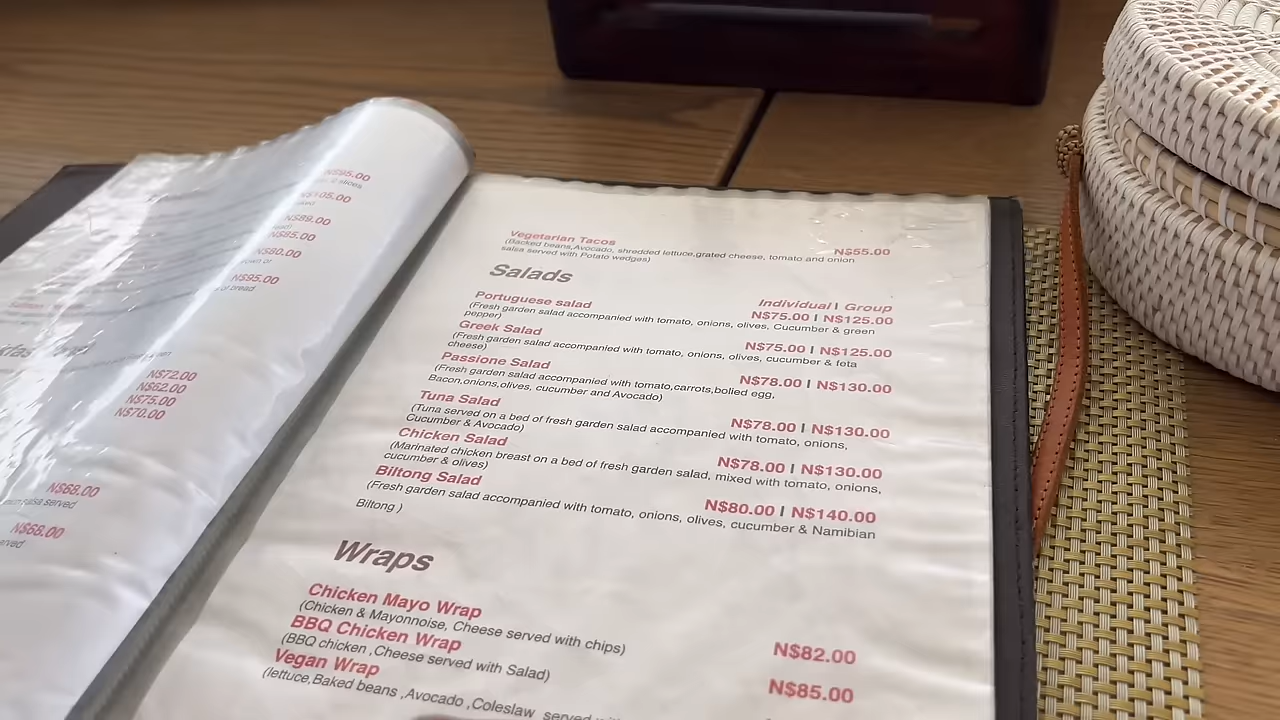 N$95.00
2 slices
N$105.00
N$89.00
N$85.00
N$80.00
N$95.00
of bread
N$72.00
N$62.00
N$75.00
N$70.00
N$68.00
salsa served
N$68.00
served
Vegetarian Tacos
N$55.00
(Backed beans,Avocado, shredded lettuce,grated cheese, tomato and onion
salsa served with Potato wedges)
Salads
Individual I Group
Portuguese salad
N$75.00 I N$125.00
(Fresh garden salad accompanied with tomato, onions, olives, Cucumber & green
pepper)
Greek Salad
N$75.00 I N$125.00
(Fresh garden salad accompanied with tomato, onions, olives, cucumber & feta
cheese)
Passione Salad
N$78.00 I N$130.00
(Fresh garden salad accompanied with tomato,carrots,bolied egg,
Bacon,onions,olives, cucumber and Avocado)
Tuna Salad
N$78.00 I N$130.00
(Tuna served on a bed of fresh garden salad accompanied with tomato, onions,
Cucumber & Avocado)
Chicken Salad
N$78.00 I N$130.00
(Marinated chicken breast on a bed of fresh garden salad, mixed with tomato, onions,
cucumber & olives)
Biltong Salad
N$80.00 I N$140.00
(Fresh garden salad accompanied with tomato, onions, olives, cucumber & Namibian
Biltong )
Wraps
Chicken Mayo Wrap
N$82.00
(Chicken & Mayonnoise, Cheese served with chips)
BBQ Chicken Wrap
N$85.00
(BBQ chicken ,Cheese served with Salad)
Vegan Wrap
(lettuce,Baked beans ,Avocado ,Coleslaw served